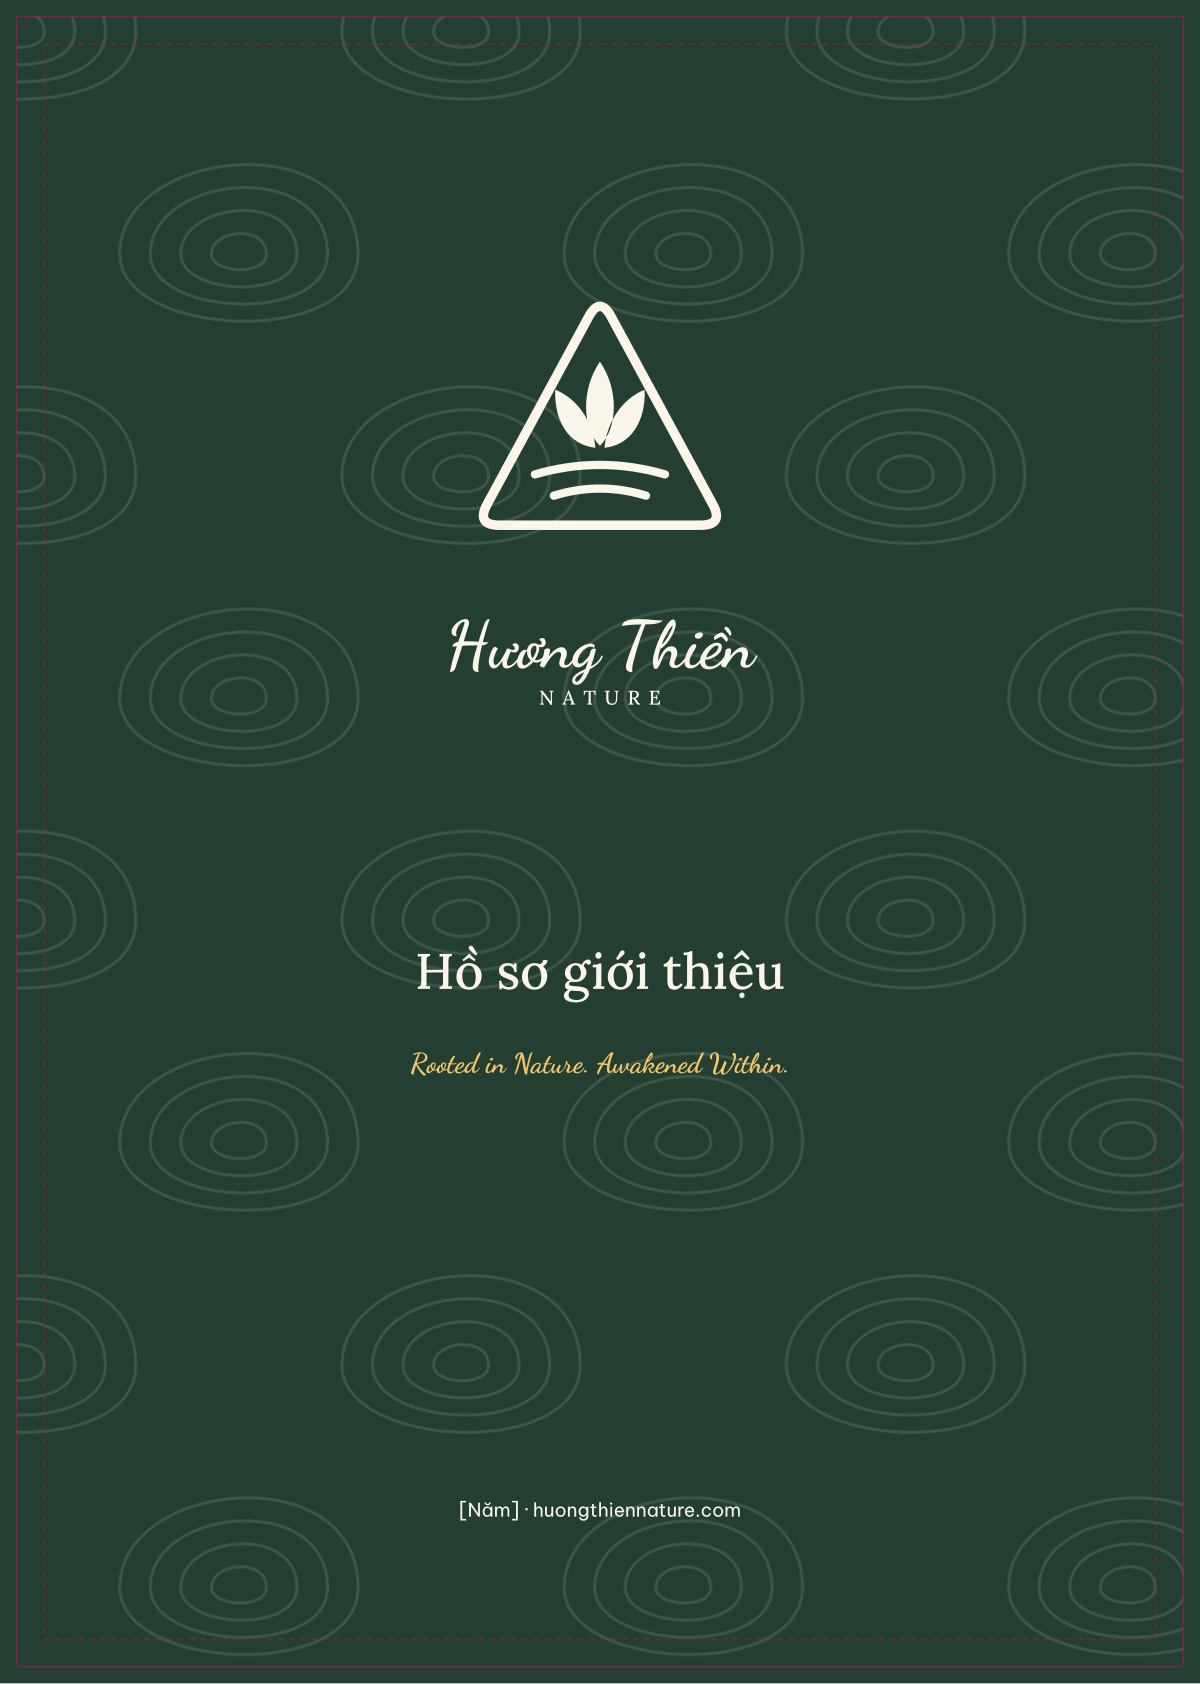 Hương Thiền
NATURE
Hồ sơ giới thiệu
Rooted in Nature. Awakened Within.
[Năm] · huongthiennature.com